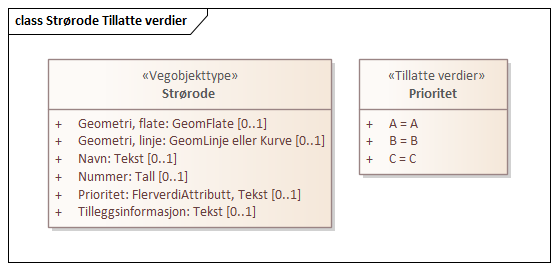 class Strørode Tillatte verdier
«Vegobjekttype»
Strørode
+ Geometri, flate: GeomFlate [0..1]
+ Geometri, linje: GeomLinje eller Kurve [0..1]
+ Navn: Tekst [0..1]
+ Nummer: Tall [0..1]
+ Prioritet: FlerverdiAttributt, Tekst [0..1]
+ Tilleggsinformasjon: Tekst [0..1]
«Tillatte verdier»
Prioritet
+ A = A
+ B = B
+ C = C